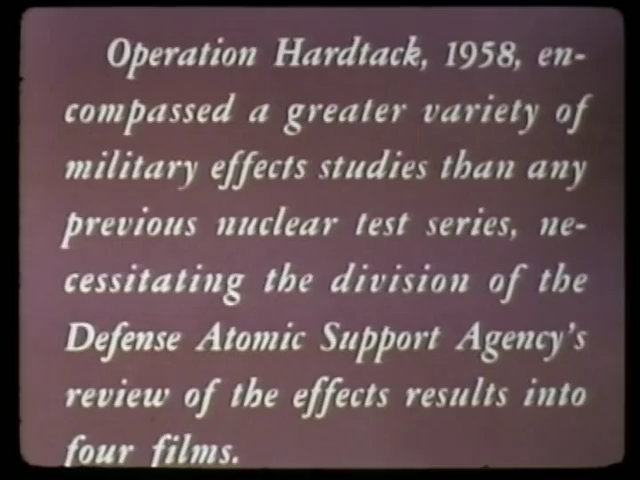 Operation Hardtack, 1958, en-
compassed a greater variety of
military effects studies than any
previous nuclear test series, ne-
cessitating the division of the
Defense Atomic Support Agency's
review of the effects results into
four films.